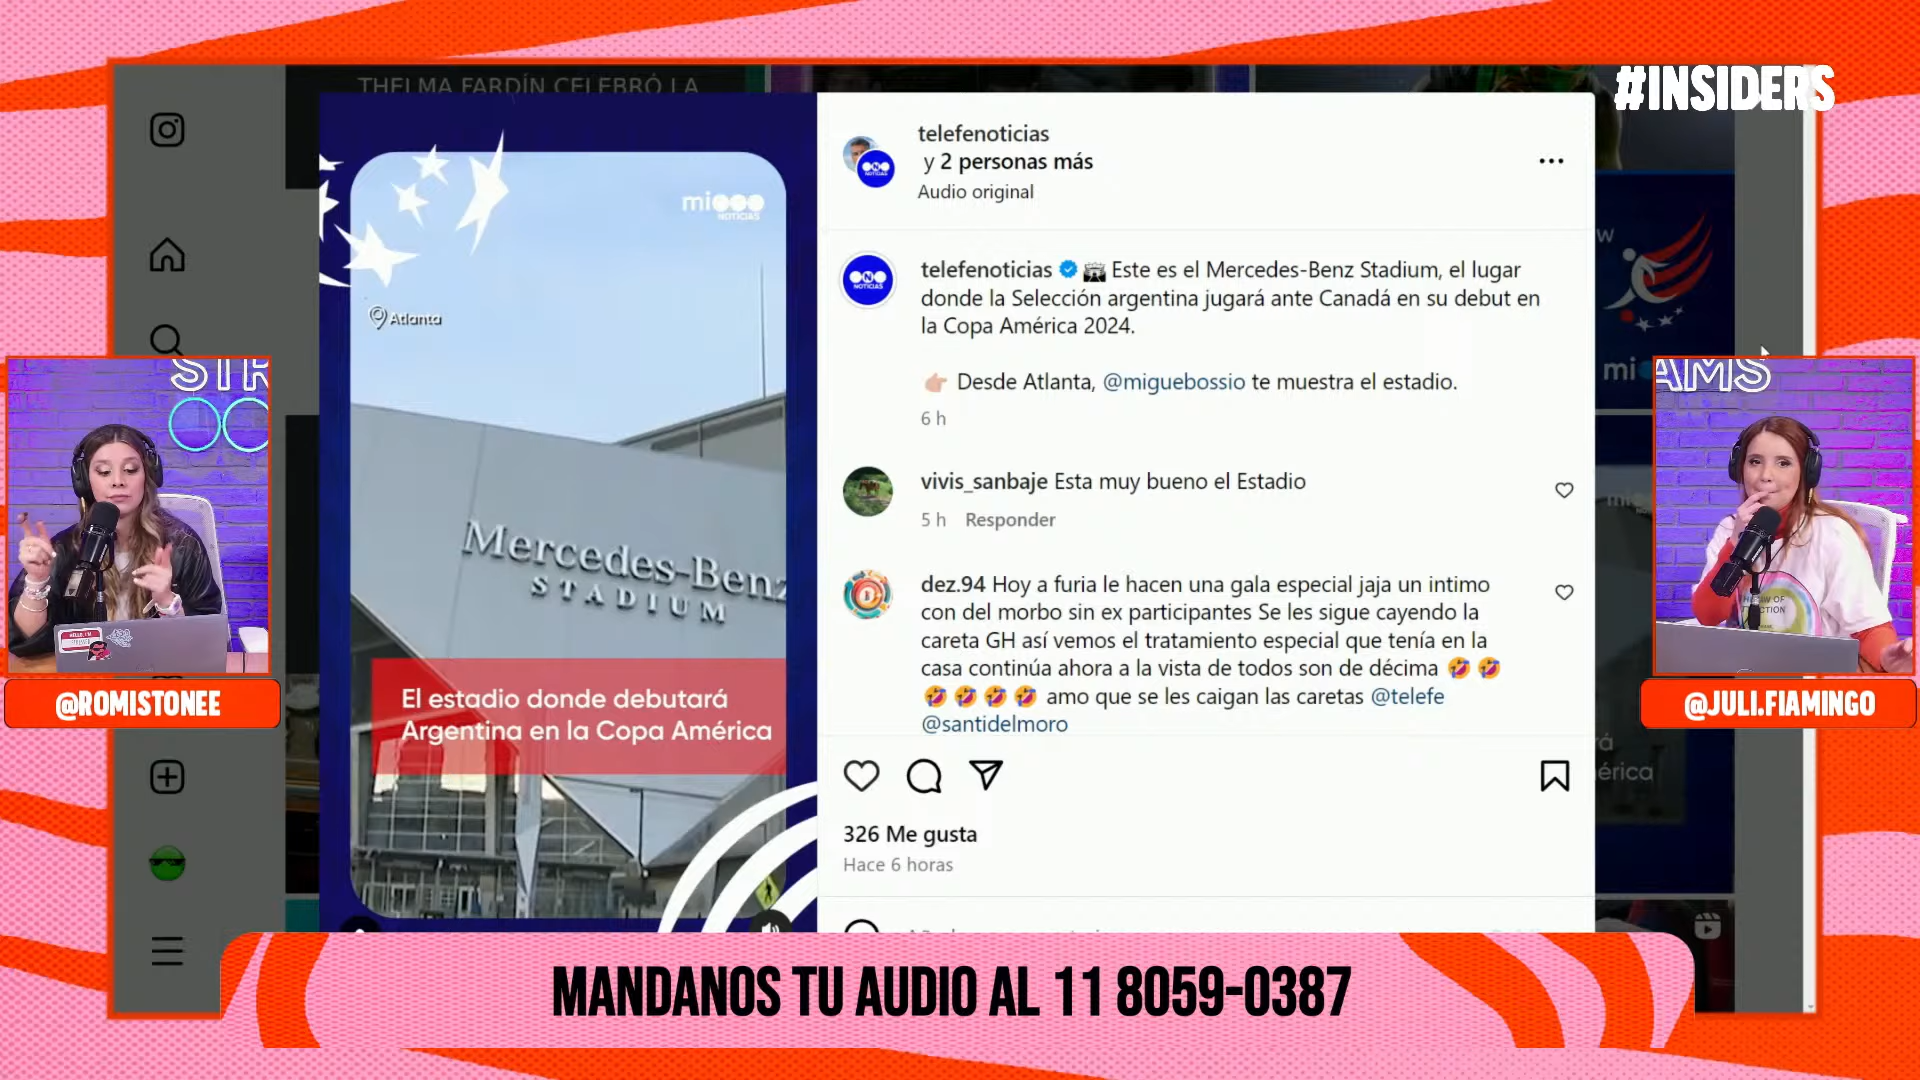 #INSIDERS
THELMA FARDÍN CELEBRÓ LA
mi
NOTICIAS
Atlanta
Mercedes-Benz
STADIUM
El estadio donde debutará
Argentina en la Copa América
telefenoticias
y 2 personas más
Audio original
telefenoticias Este es el Mercedes-Benz Stadium, el lugar
donde la Selección argentina jugará ante Canadá en su debut en
la Copa América 2024.
👉🏼 Desde Atlanta, @miguebossio te muestra el estadio.
6 h
vivis_sanbaje Esta muy bueno el Estadio
5 h Responder
dez.94 Hoy a furia le hacen una gala especial jaja un intimo
con del morbo sin ex participantes Se les sigue cayendo la
careta GH así vemos el tratamiento especial que tenía en la
casa continúa ahora a la vista de todos son de décima 🤣🤣
🤣🤣🤣🤣 amo que se les caigan las caretas @telefe
@santidelmoro
326 Me gusta
Hace 6 horas
STR
@ROMISTONEE
AMS
@JULI.FIAMINGO
MANDANOS TU AUDIO AL 11 8059-0387